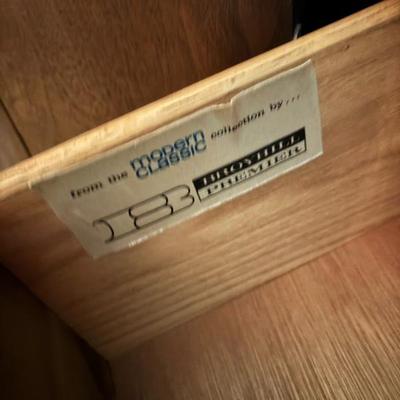 from the modern CLASSIC collection by...
BROYHILL
PREMIER